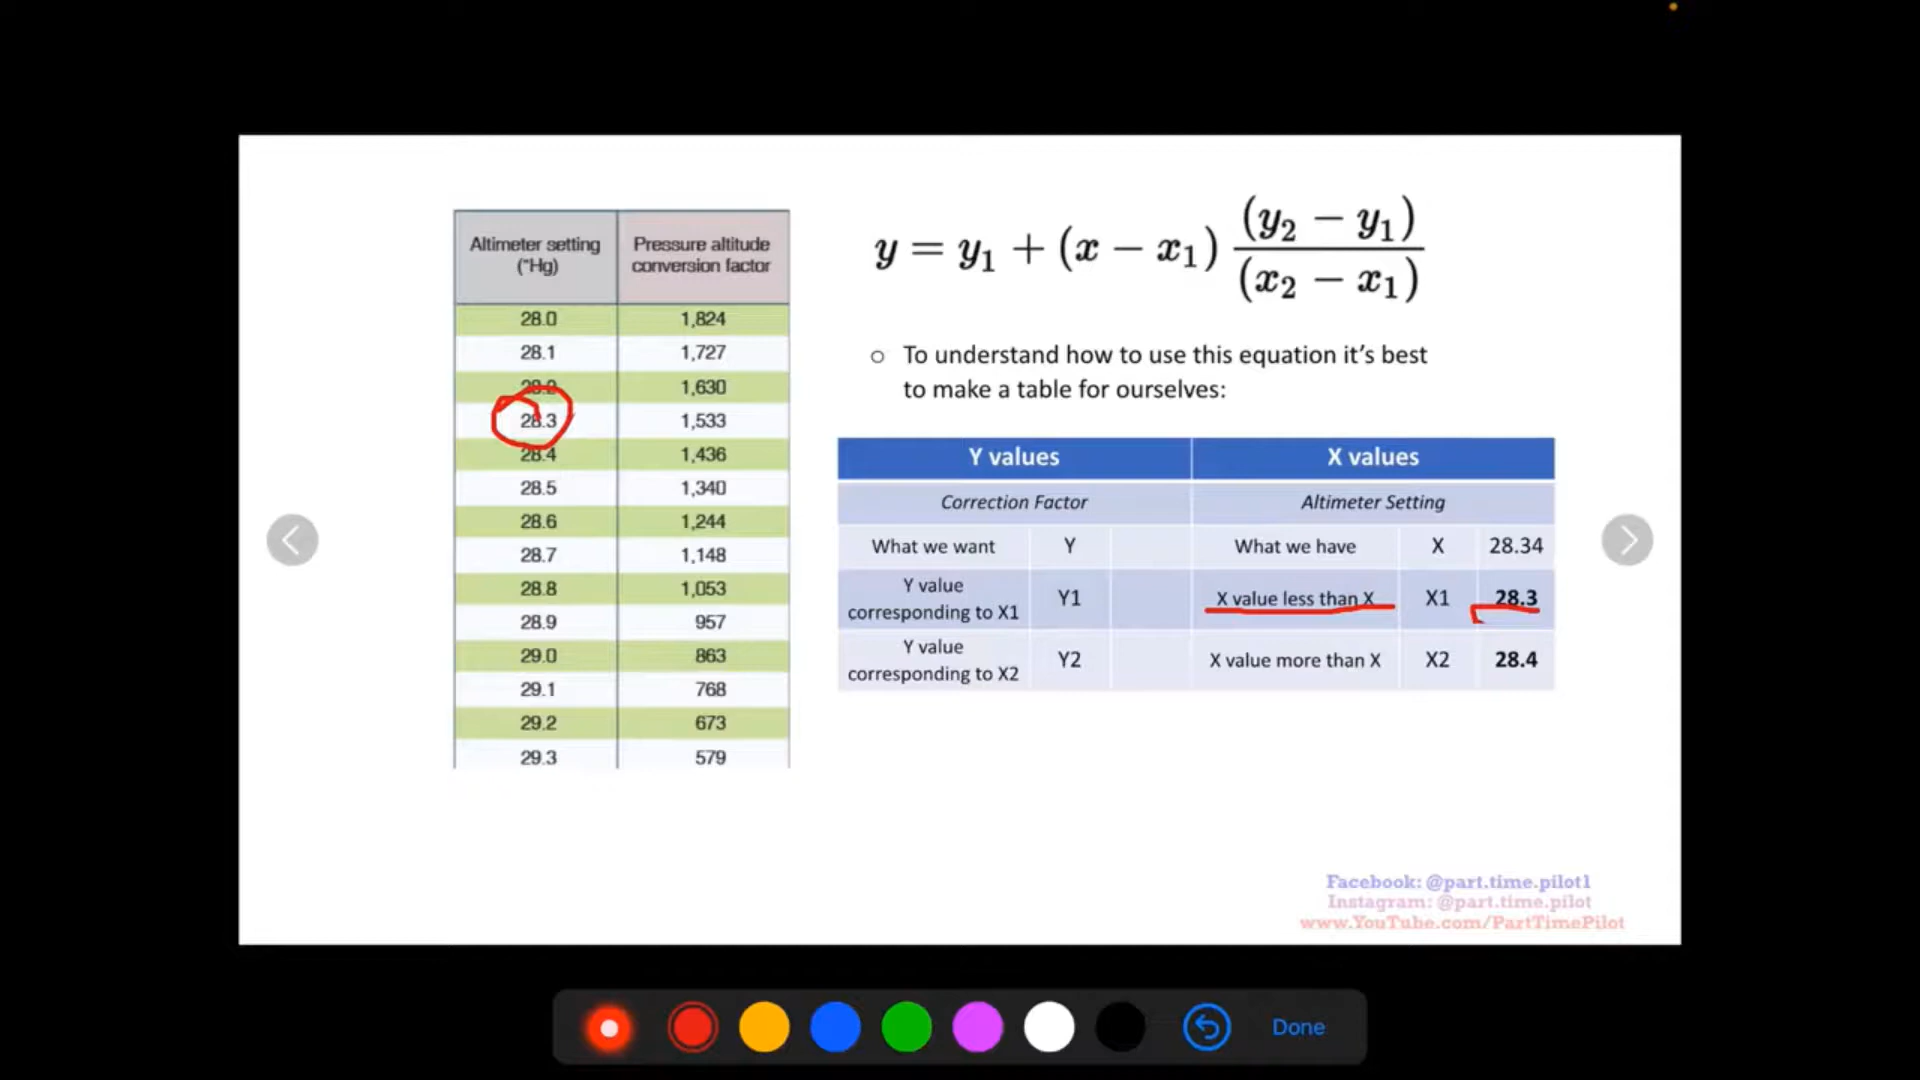 Altimeter setting
("Hg)
Pressure altitude
conversion factor
28.0 1,824
28.1 1,727
28.2 1,630
28.3 1,533
28.4 1,436
28.5 1,340
28.6 1,244
28.7 1,148
28.8 1,053
28.9 957
29.0 863
29.1 768
29.2 673
29.3 579
y = y₁ + (x − x₁) (y₂ − y₁)
(x₂ − x₁)
○ To understand how to use this equation it’s best
to make a table for ourselves:
Y values X values
Correction Factor Altimeter Setting
What we want Y What we have X 28.34
Y value
corresponding to X1 Y1 X value less than X X1 28.3
Y value
corresponding to X2 Y2 X value more than X X2 28.4
Facebook: @part.time.pilot1
Instagram: @part.time.pilot
www.YouTube.com/PartTimePilot
Done